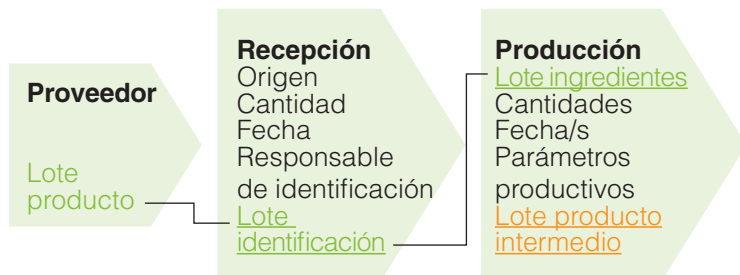 Proveedor
Lote
producto
Recepción
Origen
Cantidad
Fecha
Responsable
de identificación
Lote
identificación
Producción
Lote ingredientes
Cantidades
Fecha/s
Parámetros
productivos
Lote producto
intermedio